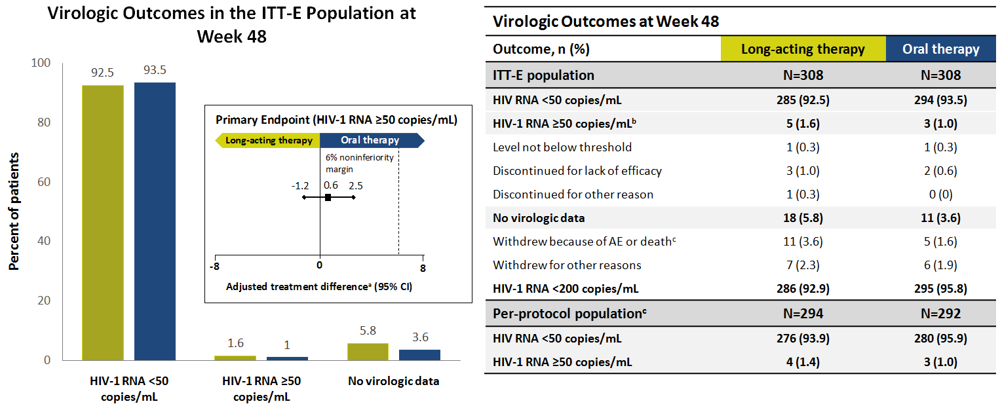 Virologic Outcomes in the ITT-E Population at
Week 48
Percent of patients
100
80
60
40
20
0
92.5
93.5
1.6
1
5.8
3.6
HIV-1 RNA <50
copies/mL
HIV-1 RNA ≥50
copies/mL
No virologic data
Primary Endpoint (HIV-1 RNA ≥50 copies/mL)
Long-acting therapy Oral therapy
6% noninferiority
margin
-1.2 0.6 2.5
-8 0 8
Adjusted treatment differenceᵃ (95% CI)
Virologic Outcomes at Week 48
Outcome, n (%) Long-acting therapy Oral therapy
ITT-E population N=308 N=308
HIV RNA <50 copies/mL 285 (92.5) 294 (93.5)
HIV-1 RNA ≥50 copies/mLᵇ 5 (1.6) 3 (1.0)
Level not below threshold 1 (0.3) 1 (0.3)
Discontinued for lack of efficacy 3 (1.0) 2 (0.6)
Discontinued for other reason 1 (0.3) 0 (0)
No virologic data 18 (5.8) 11 (3.6)
Withdrew because of AE or deathᶜ 11 (3.6) 5 (1.6)
Withdrew for other reasons 7 (2.3) 6 (1.9)
HIV-1 RNA <200 copies/mL 286 (92.9) 295 (95.8)
Per-protocol populationᶜ N=294 N=292
HIV RNA <50 copies/mL 276 (93.9) 280 (95.9)
HIV-1 RNA ≥50 copies/mL 4 (1.4) 3 (1.0)